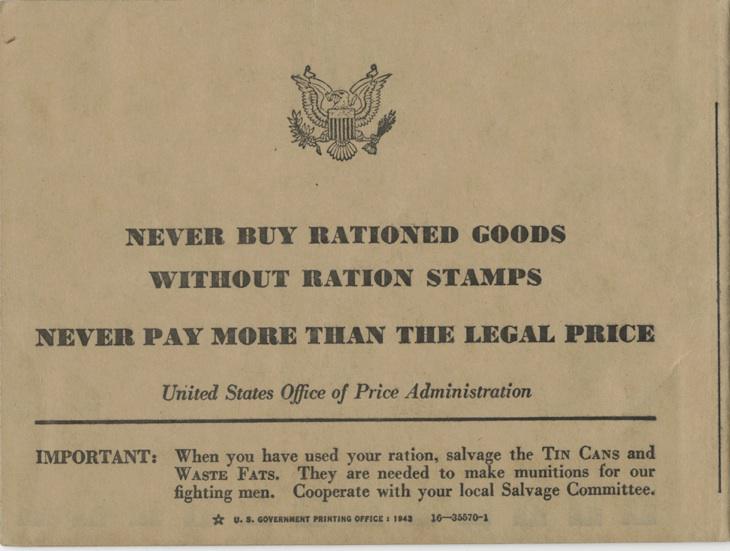 NEVER BUY RATIONED GOODS
WITHOUT RATION STAMPS
NEVER PAY MORE THAN THE LEGAL PRICE
United States Office of Price Administration
IMPORTANT: When you have used your ration, salvage the TIN CANS and
WASTE FATS. They are needed to make munitions for our
fighting men. Cooperate with your local Salvage Committee.
☆ U. S. GOVERNMENT PRINTING OFFICE : 1943 16—35570-1